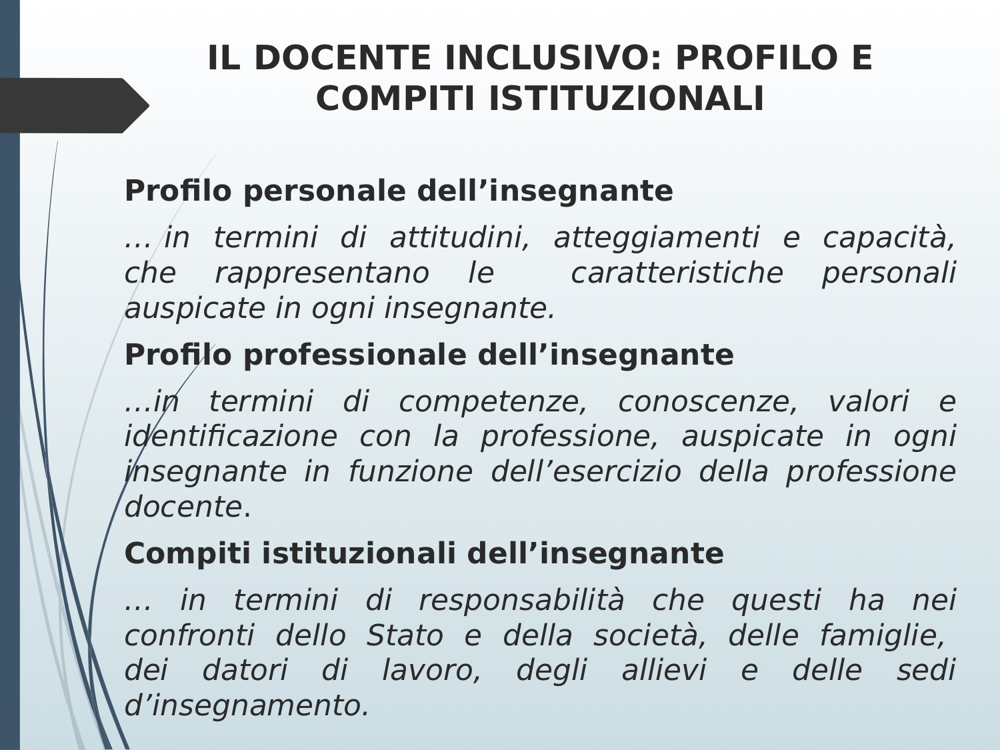 IL DOCENTE INCLUSIVO: PROFILO E
COMPITI ISTITUZIONALI
Profilo personale dell’insegnante
… in termini di attitudini, atteggiamenti e capacità,
che rappresentano le caratteristiche personali
auspicate in ogni insegnante.
Profilo professionale dell’insegnante
…in termini di competenze, conoscenze, valori e
identificazione con la professione, auspicate in ogni
insegnante in funzione dell’esercizio della professione
docente.
Compiti istituzionali dell’insegnante
… in termini di responsabilità che questi ha nei
confronti dello Stato e della società, delle famiglie,
dei datori di lavoro, degli allievi e delle sedi
d’insegnamento.